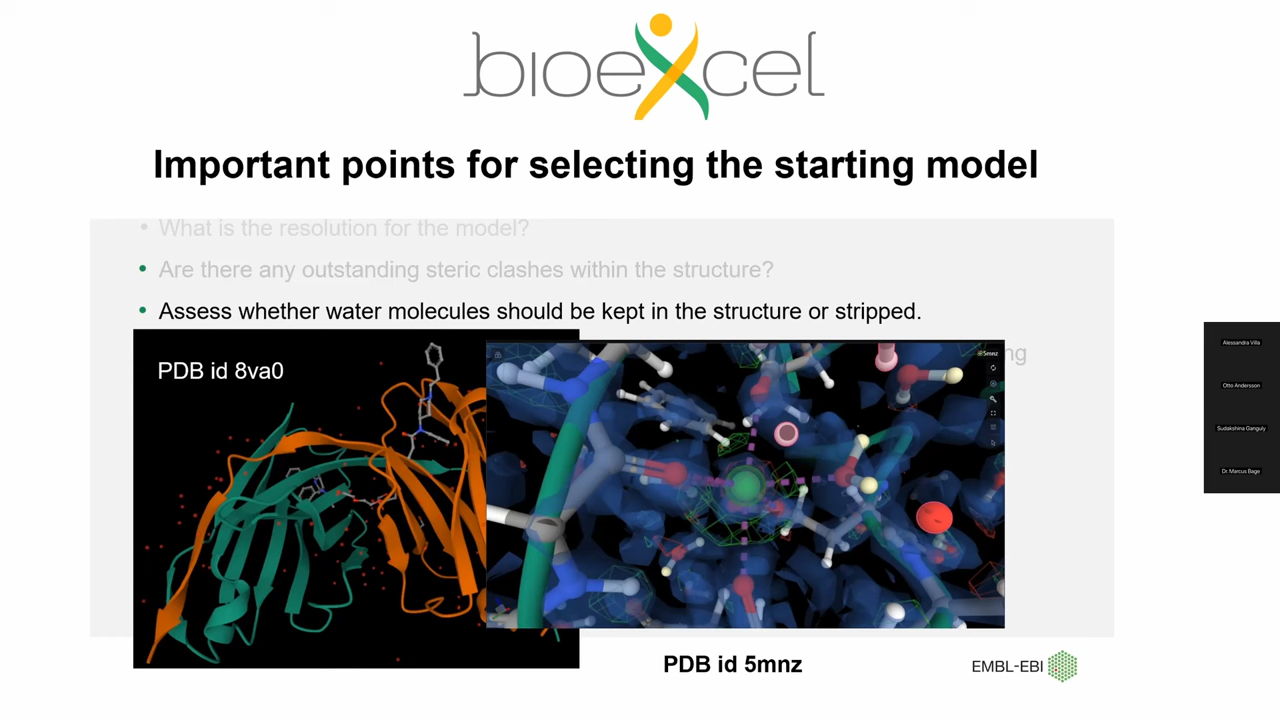 bioexcel
Important points for selecting the starting model
• What is the resolution for the model?
• Are there any outstanding steric clashes within the structure?
• Assess whether water molecules should be kept in the structure or stripped.
ng
PDB id 8va0
5mnz
PDB id 5mnz
EMBL-EBI
Alessandra Villa
Otto Andersson
Sudakshina Ganguly
Dr. Marcus Bage